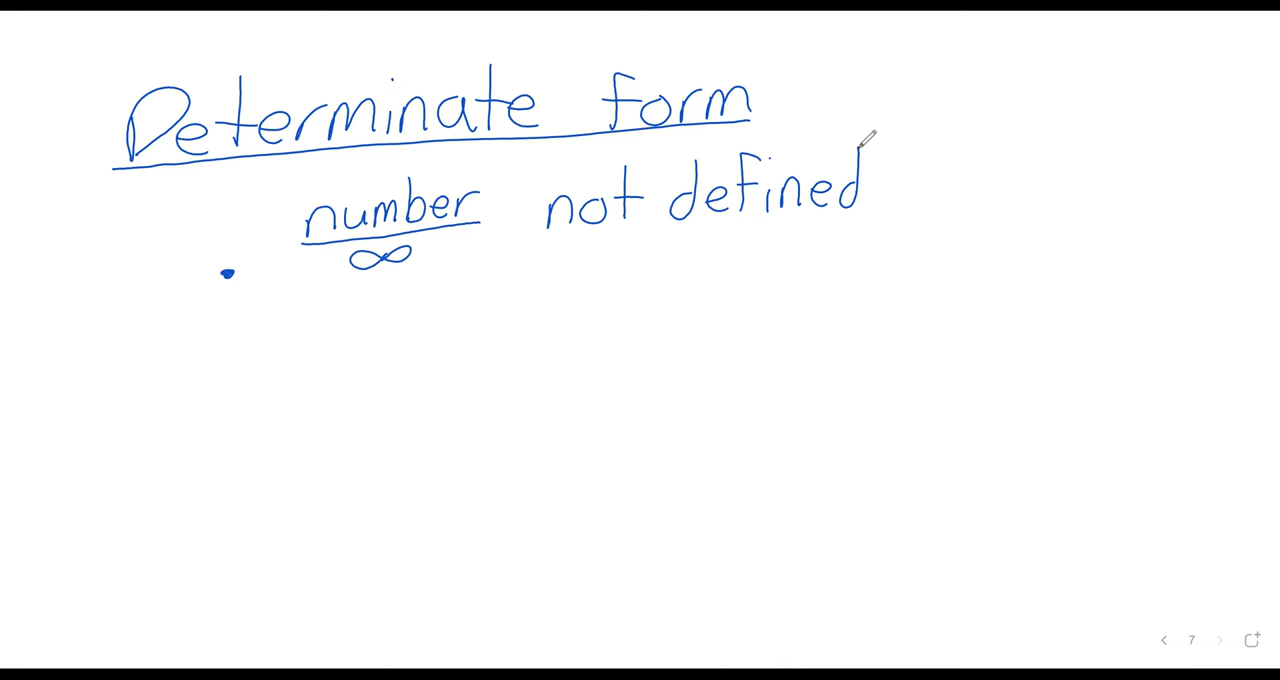 Determinate form
number not defined
∞
7